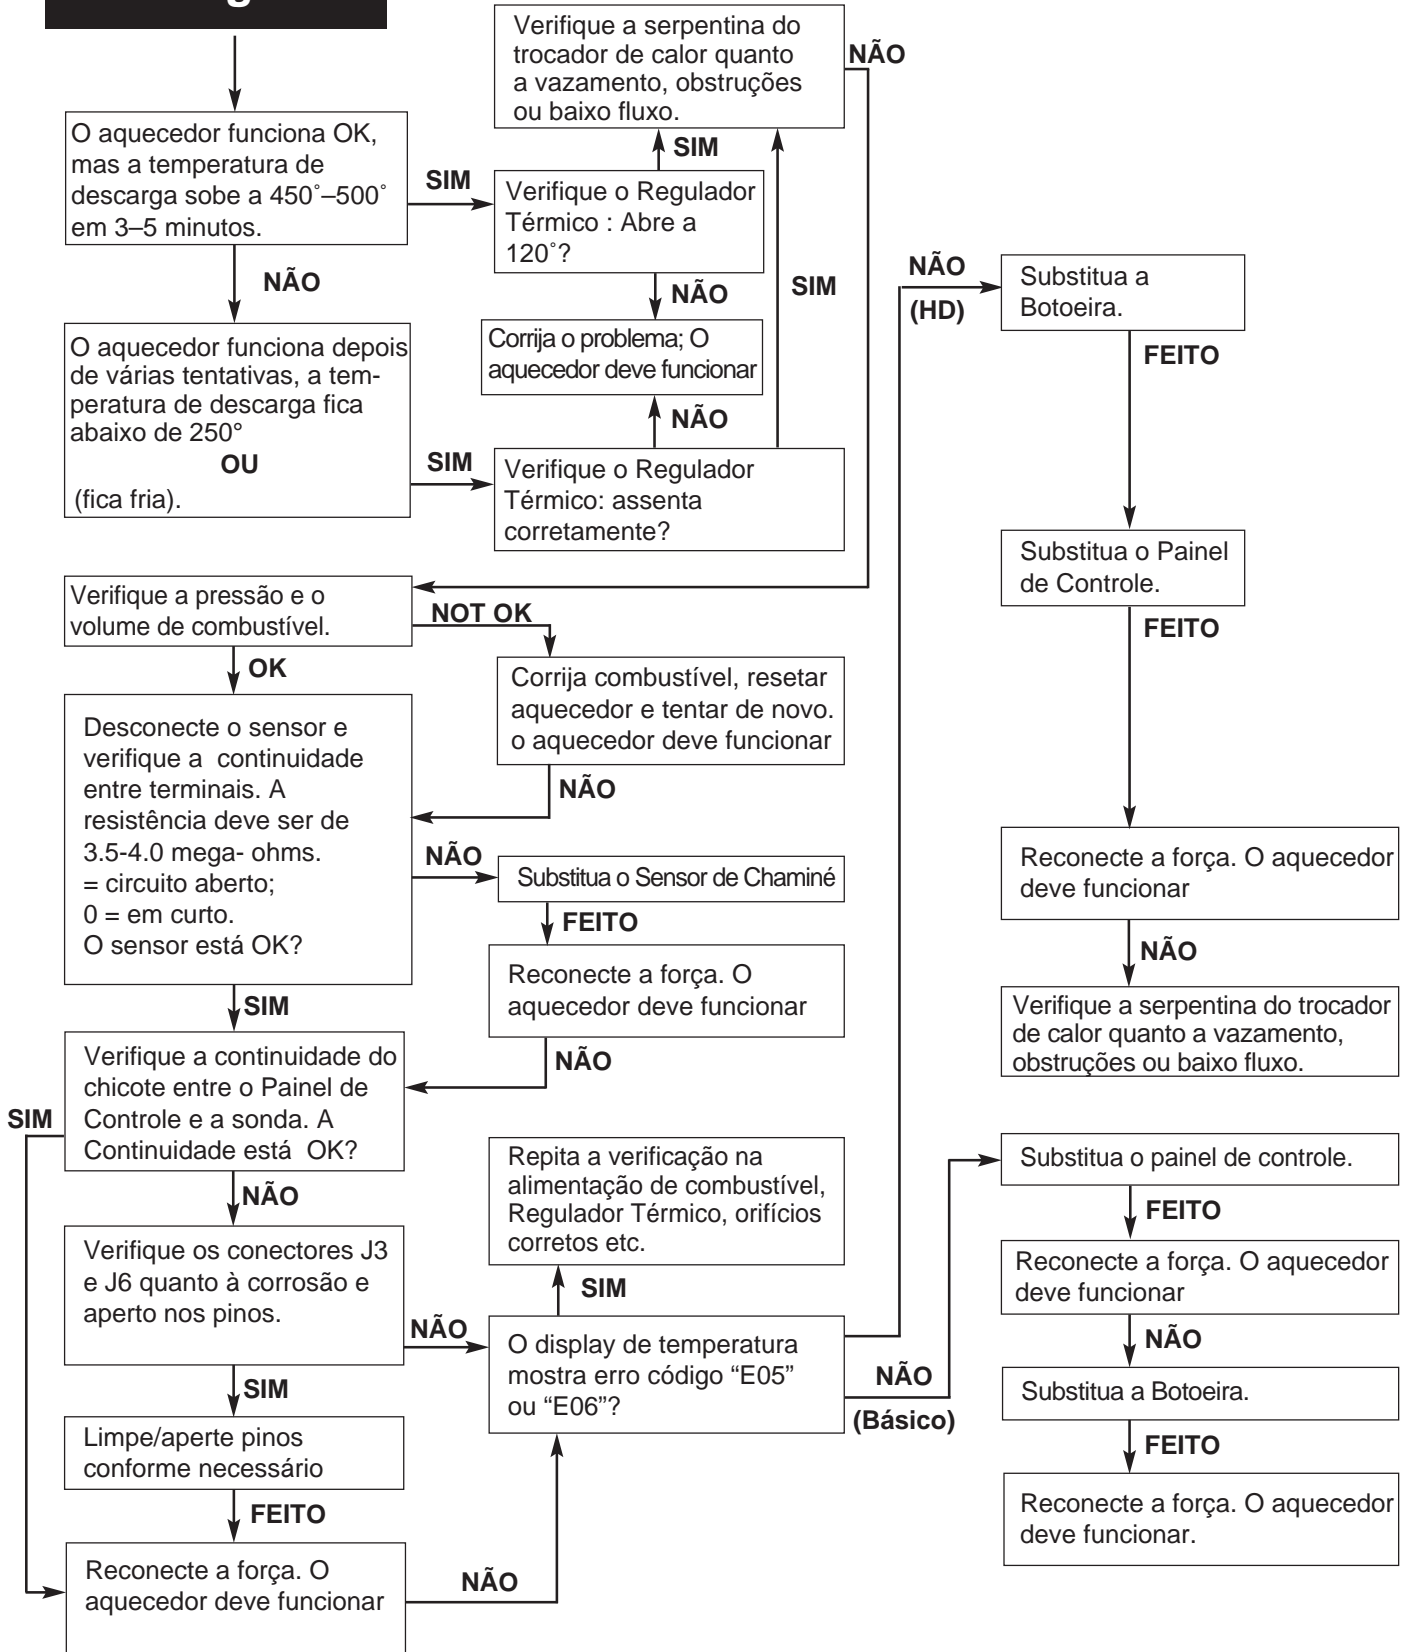 Verifique a serpentina do
trocador de calor quanto
a vazamento, obstruções
ou baixo fluxo.
NÃO
O aquecedor funciona OK,
mas a temperatura de
descarga sobe a 450˚–500˚
em 3–5 minutos.
SIM
SIM
Verifique o Regulador
Térmico : Abre a
120˚?
NÃO
NÃO
SIM
Corrija o problema; O
aquecedor deve funcionar
O aquecedor funciona depois
de várias tentativas, a tem-
peratura de descarga fica
abaixo de 250°
OU
(fica fria).
SIM
NÃO
Verifique o Regulador
Térmico: assenta
corretamente?
NÃO
(HD)
Substitua a
Botoeira.
FEITO
Substitua o Painel
de Controle.
FEITO
Reconecte a força. O aquecedor
deve funcionar
NÃO
Verifique a serpentina do trocador
de calor quanto a vazamento,
obstruções ou baixo fluxo.
Verifique a pressão e o
volume de combustível.
NOT OK
OK
Corrija combustível, resetar
aquecedor e tentar de novo.
o aquecedor deve funcionar
NÃO
Desconecte o sensor e
verifique a continuidade
entre terminais. A
resistência deve ser de
3.5-4.0 mega- ohms.
= circuito aberto;
0 = em curto.
O sensor está OK?
NÃO
Substitua o Sensor de Chaminé
FEITO
Reconecte a força. O
aquecedor deve funcionar
NÃO
SIM
Verifique a continuidade do
chicote entre o Painel de
Controle e a sonda. A
Continuidade está OK?
SIM
NÃO
Verifique os conectores J3
e J6 quanto à corrosão e
aperto nos pinos.
NÃO
SIM
Limpe/aperte pinos
conforme necessário
FEITO
Reconecte a força. O
aquecedor deve funcionar
NÃO
Repita a verificação na
alimentação de combustível,
Regulador Térmico, orifícios
corretos etc.
SIM
O display de temperatura
mostra erro código “E05”
ou “E06”?
NÃO
(Básico)
Substitua o painel de controle.
FEITO
Reconecte a força. O aquecedor
deve funcionar
NÃO
Substitua a Botoeira.
FEITO
Reconecte a força. O aquecedor
deve funcionar.